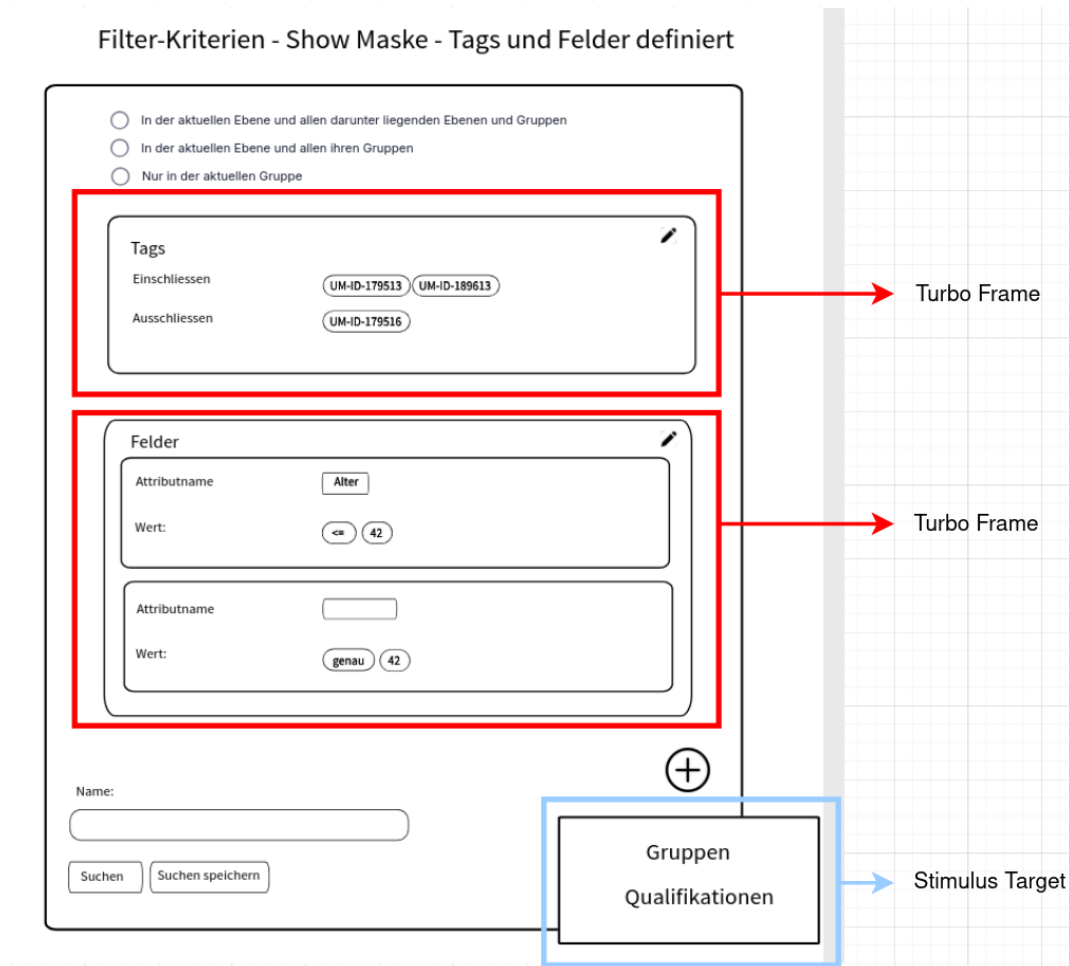 Filter-Kriterien - Show Maske - Tags und Felder definiert
In der aktuellen Ebene und allen darunter liegenden Ebenen und Gruppen
In der aktuellen Ebene und allen ihren Gruppen
Nur in der aktuellen Gruppe
Tags
Einschliessen UM-ID-179513 UM-ID-189613
Ausschliessen UM-ID-179516
Turbo Frame
Felder
Attributname Alter
Wert: <= 42
Turbo Frame
Attributname
Wert: genau 42
Name:
Suchen Suchen speichern
Gruppen
Qualifikationen
Stimulus Target